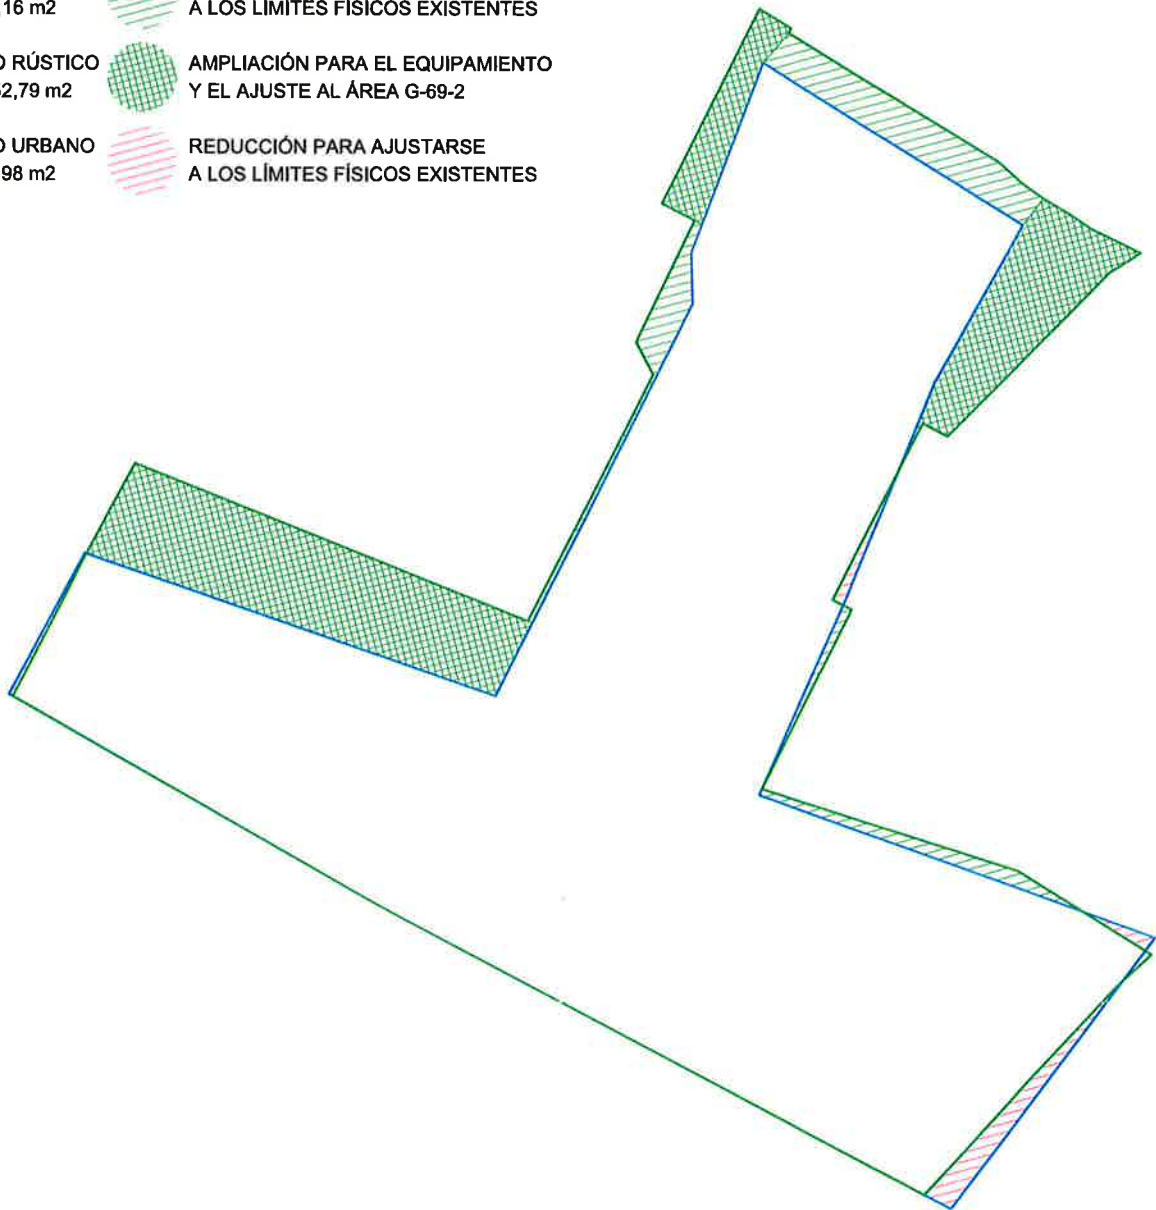 ,16 m2 A LOS LÍMITES FÍSICOS EXISTENTES
O RÚSTICO AMPLIACIÓN PARA EL EQUIPAMIENTO
52,79 m2 Y EL AJUSTE AL ÁREA G-69-2
O URBANO REDUCCIÓN PARA AJUSTARSE
98 m2 A LOS LÍMITES FÍSICOS EXISTENTES